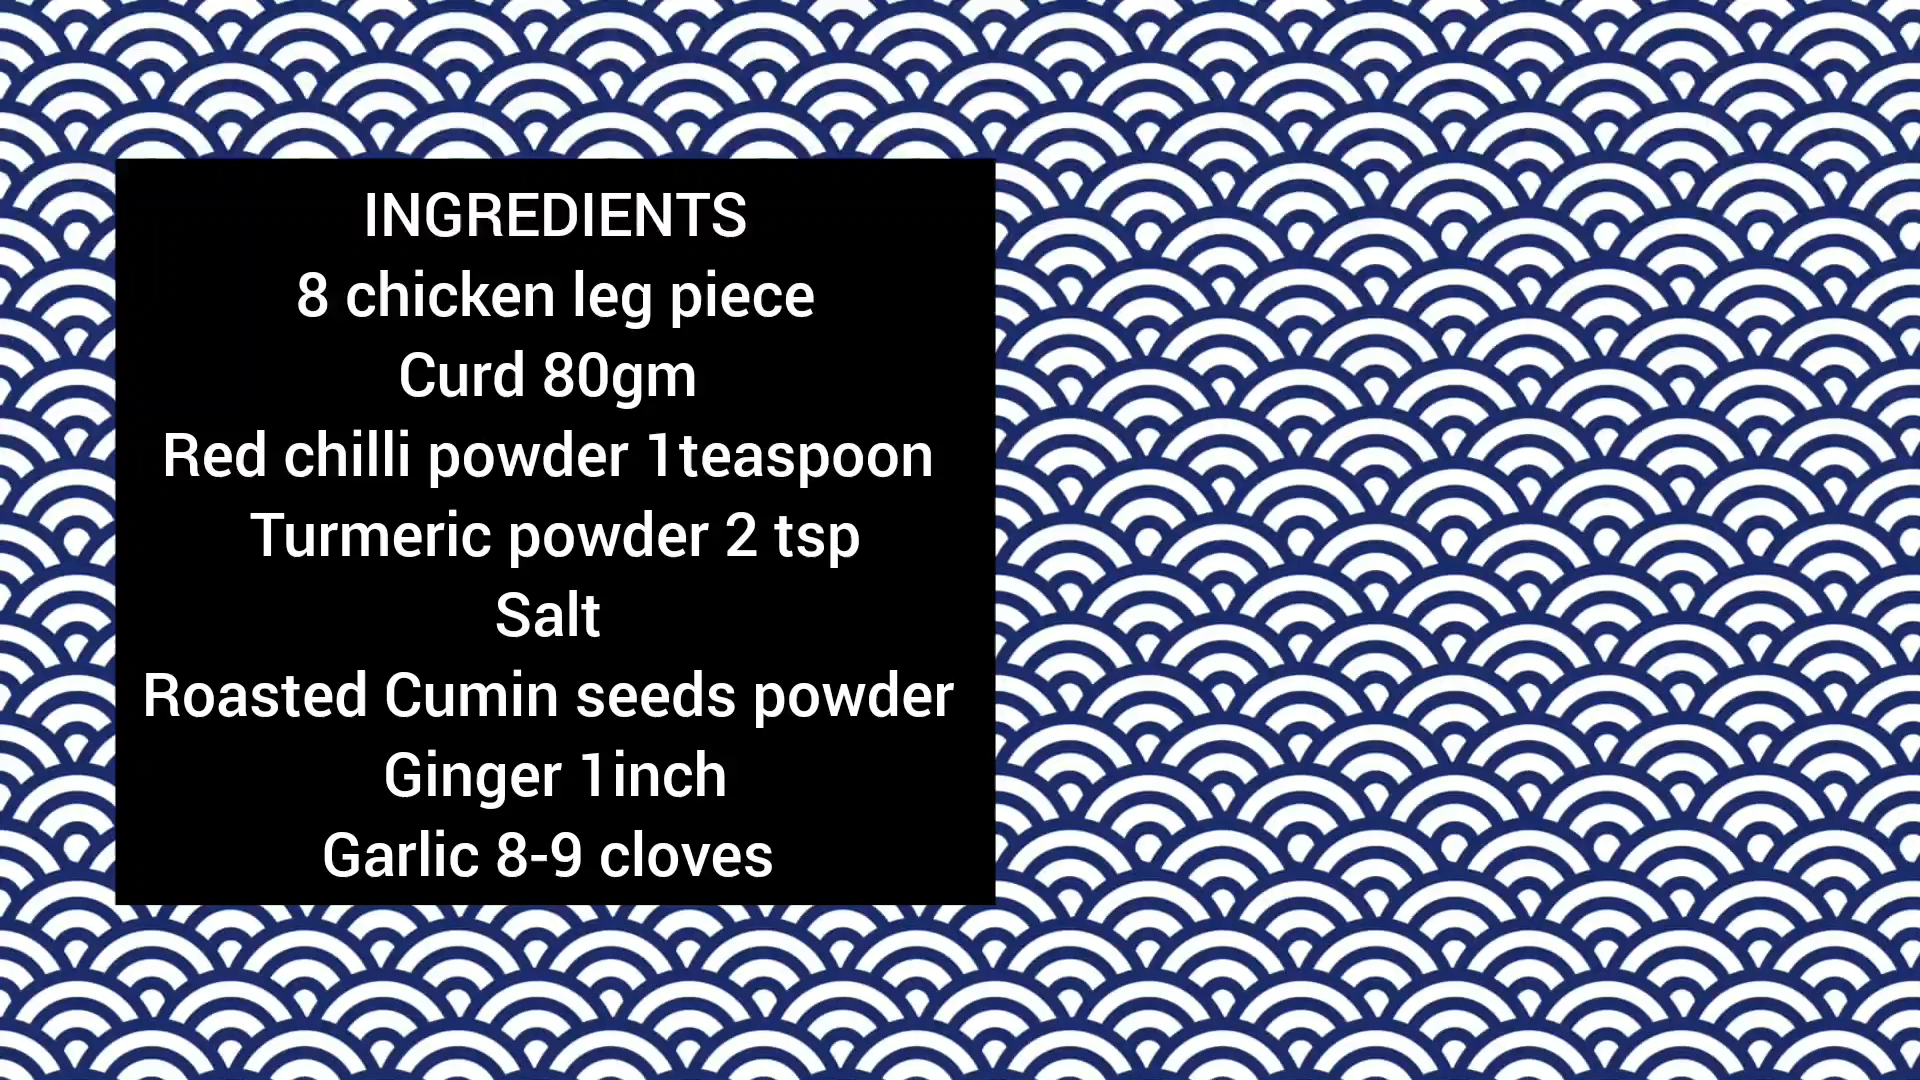 INGREDIENTS
8 chicken leg piece
Curd 80gm
Red chilli powder 1teaspoon
Turmeric powder 2 tsp
Salt
Roasted Cumin seeds powder
Ginger 1inch
Garlic 8-9 cloves